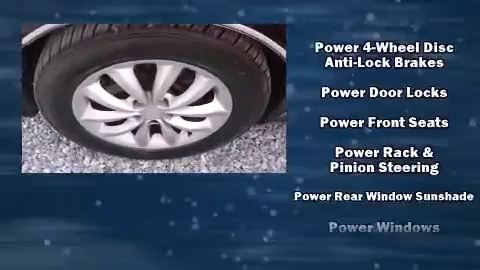 Power 4-Wheel Disc
Anti-Lock Brakes
Power Door Locks
Power Front Seats
Power Rack &
Pinion Steering
Power Rear Window Sunshade
Power Windows